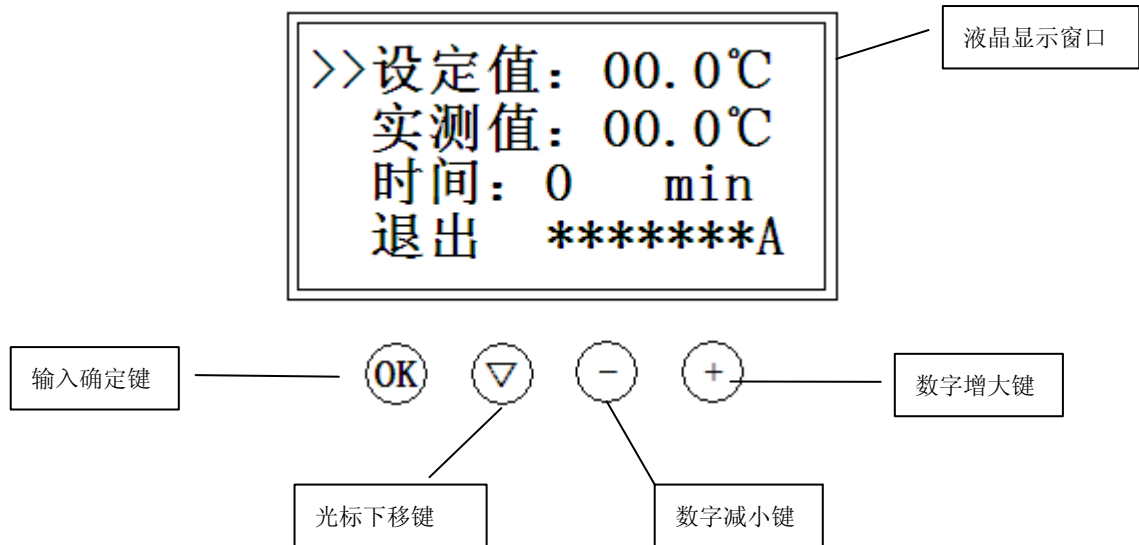 液晶显示窗口
>>设定值：00.0℃
实测值：00.0℃
时间：0 min
退出 *******A
输入确定键
OK ▽ - +
数字增大键
光标下移键
数字减小键